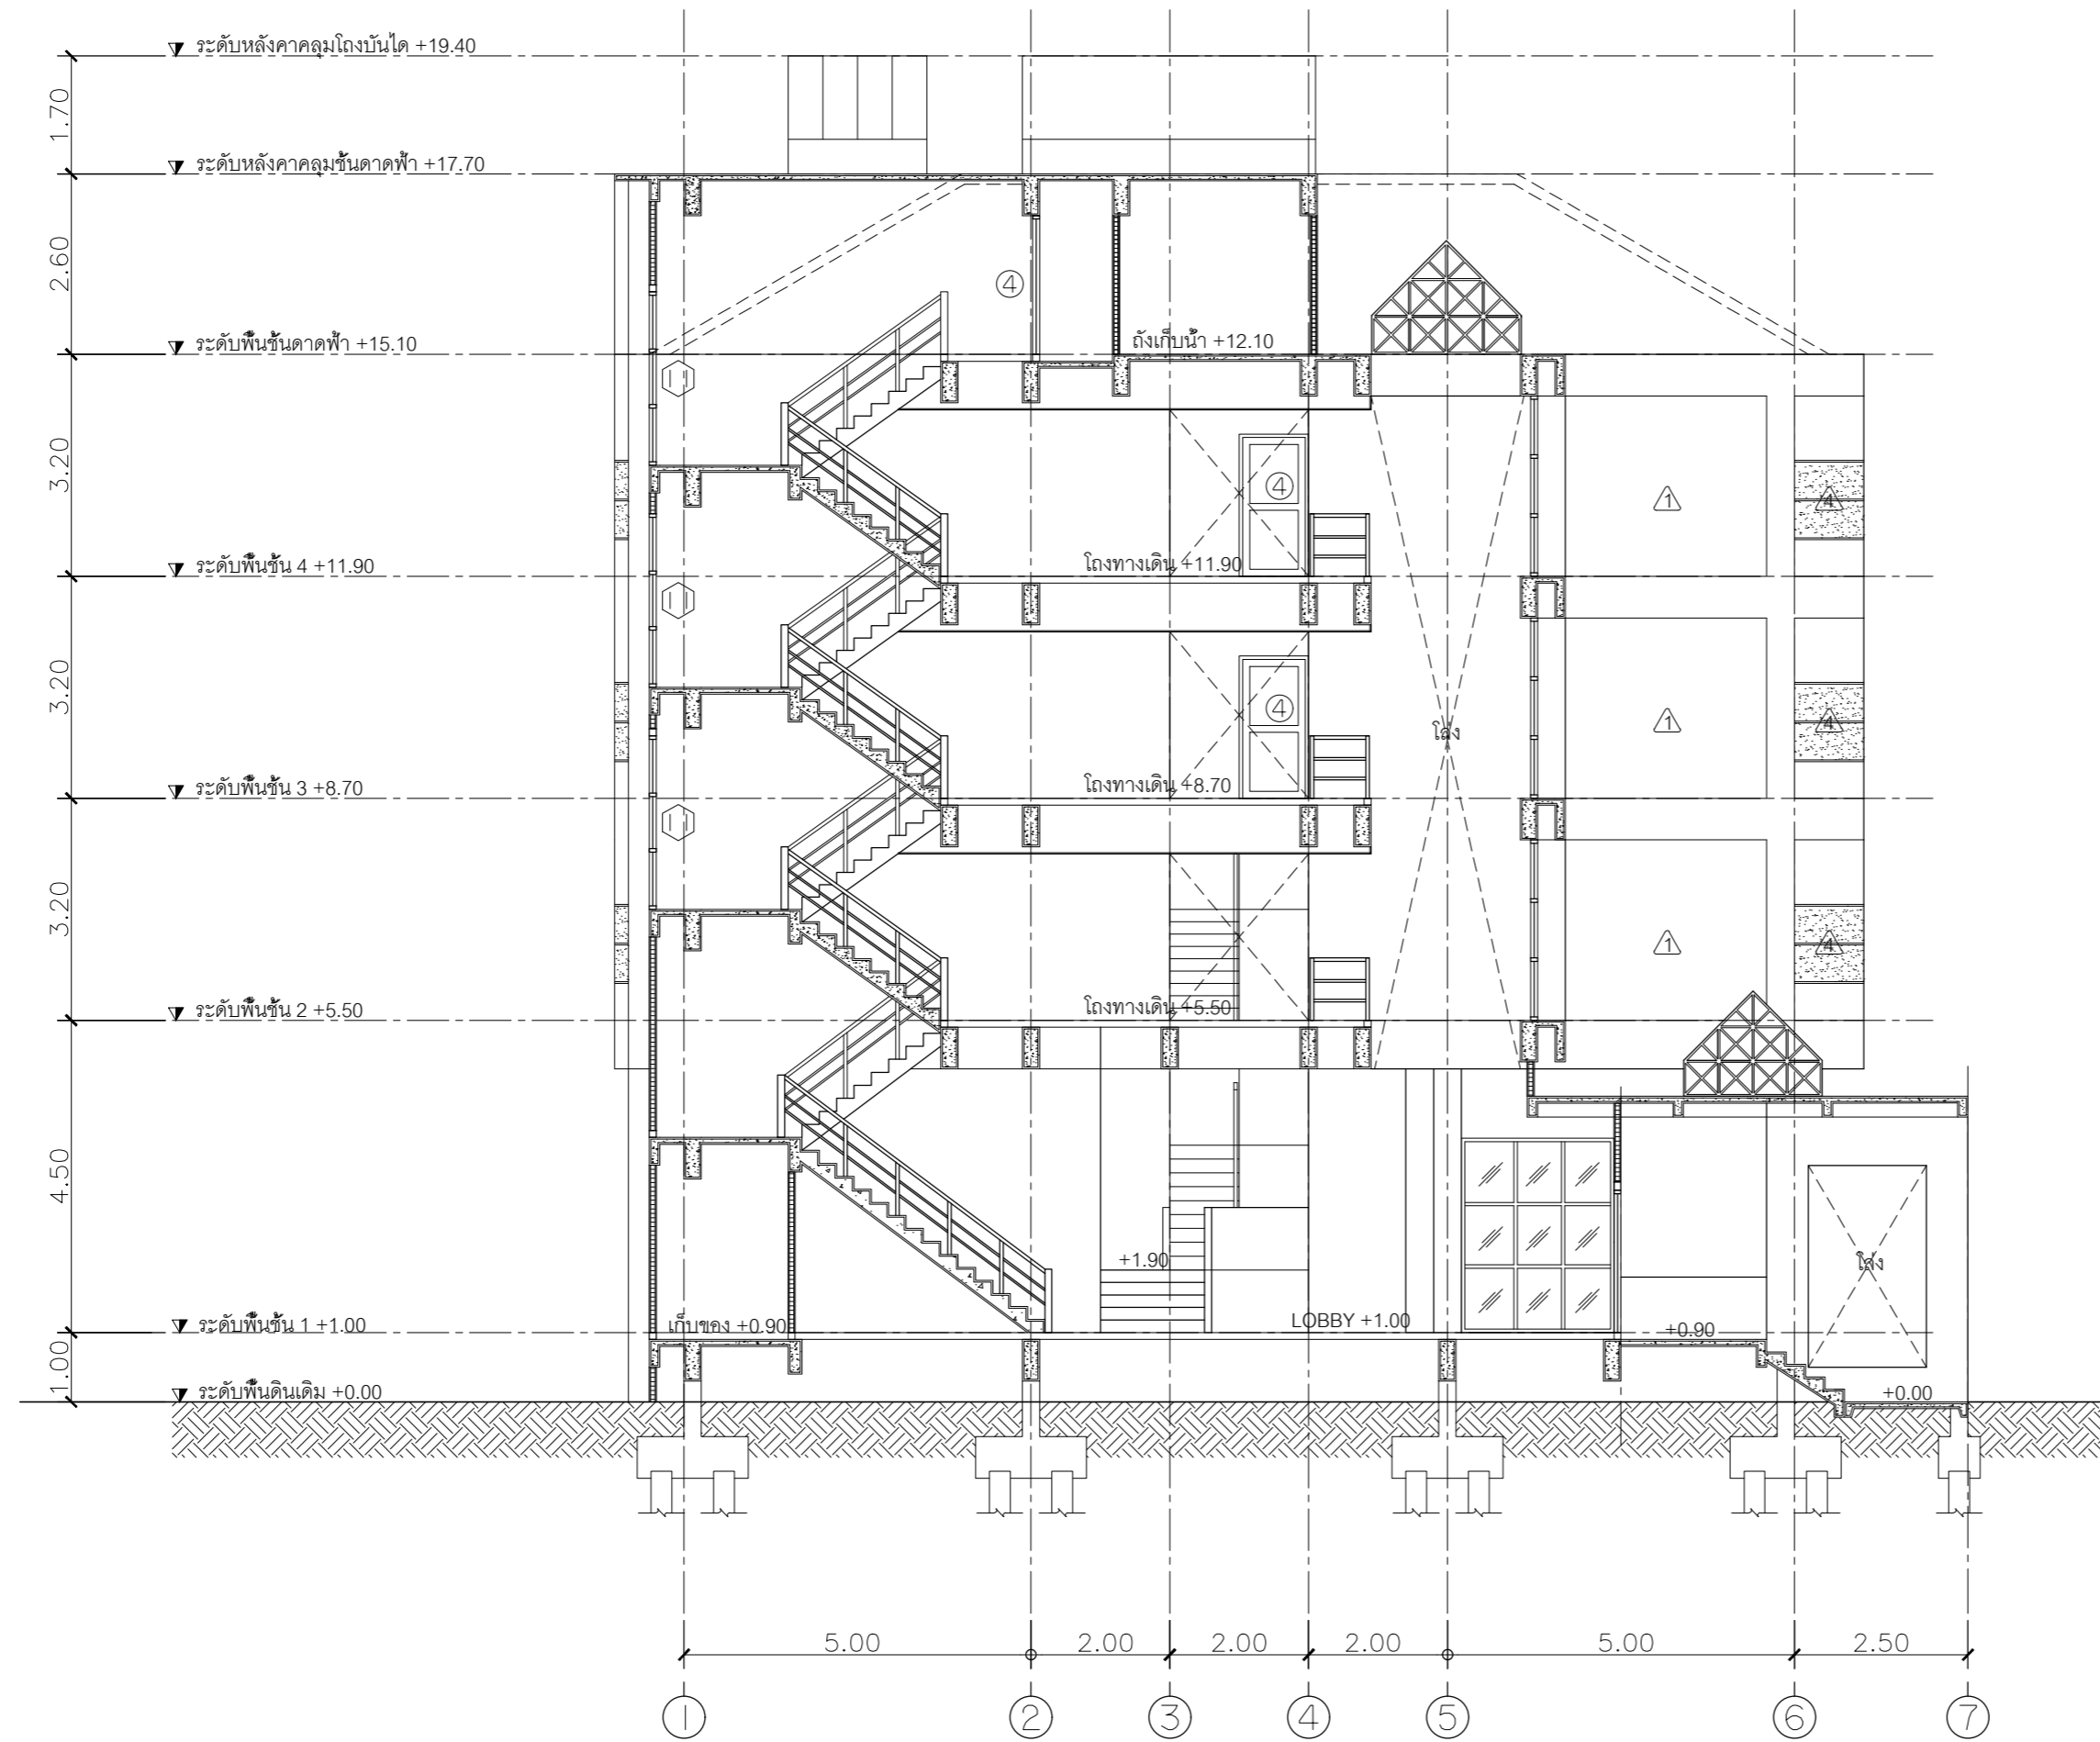 ระดับหลังคาคลุมโถงบันได +19.40
1.70
ระดับหลังคาคลุมชั้นดาดฟ้า +17.70
2.60
④
ระดับพื้นชั้นดาดฟ้า +15.10
ถังเก็บน้ำ +12.10
3.20
④
1
4
ระดับพื้นชั้น 4 +11.90
โถงทางเดิน +11.90
3.20
④
โล่ง
1
4
ระดับพื้นชั้น 3 +8.70
โถงทางเดิน +8.70
3.20
1
4
ระดับพื้นชั้น 2 +5.50
โถงทางเดิน +5.50
4.50
+1.90
โล่ง
ระดับพื้นชั้น 1 +1.00
เก็บของ +0.90
LOBBY +1.00
+0.90
1.00
ระดับพื้นดินเดิม +0.00
+0.00
5.00 2.00 2.00 2.00 5.00 2.50
① ② ③ ④ ⑤ ⑥ ⑦